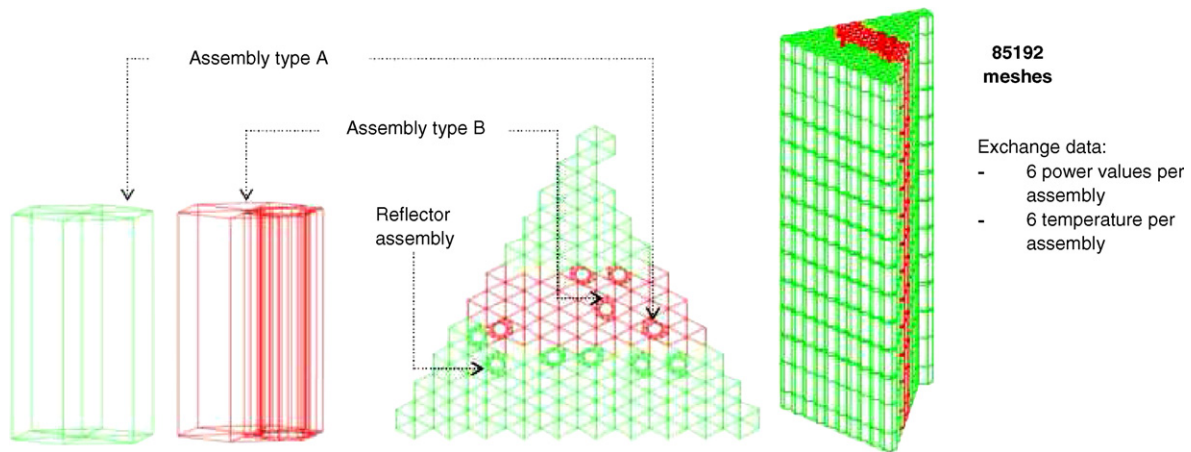 Assembly type A
Assembly type B
Reflector
assembly
85192
meshes
Exchange data:
- 6 power values per
assembly
- 6 temperature per
assembly